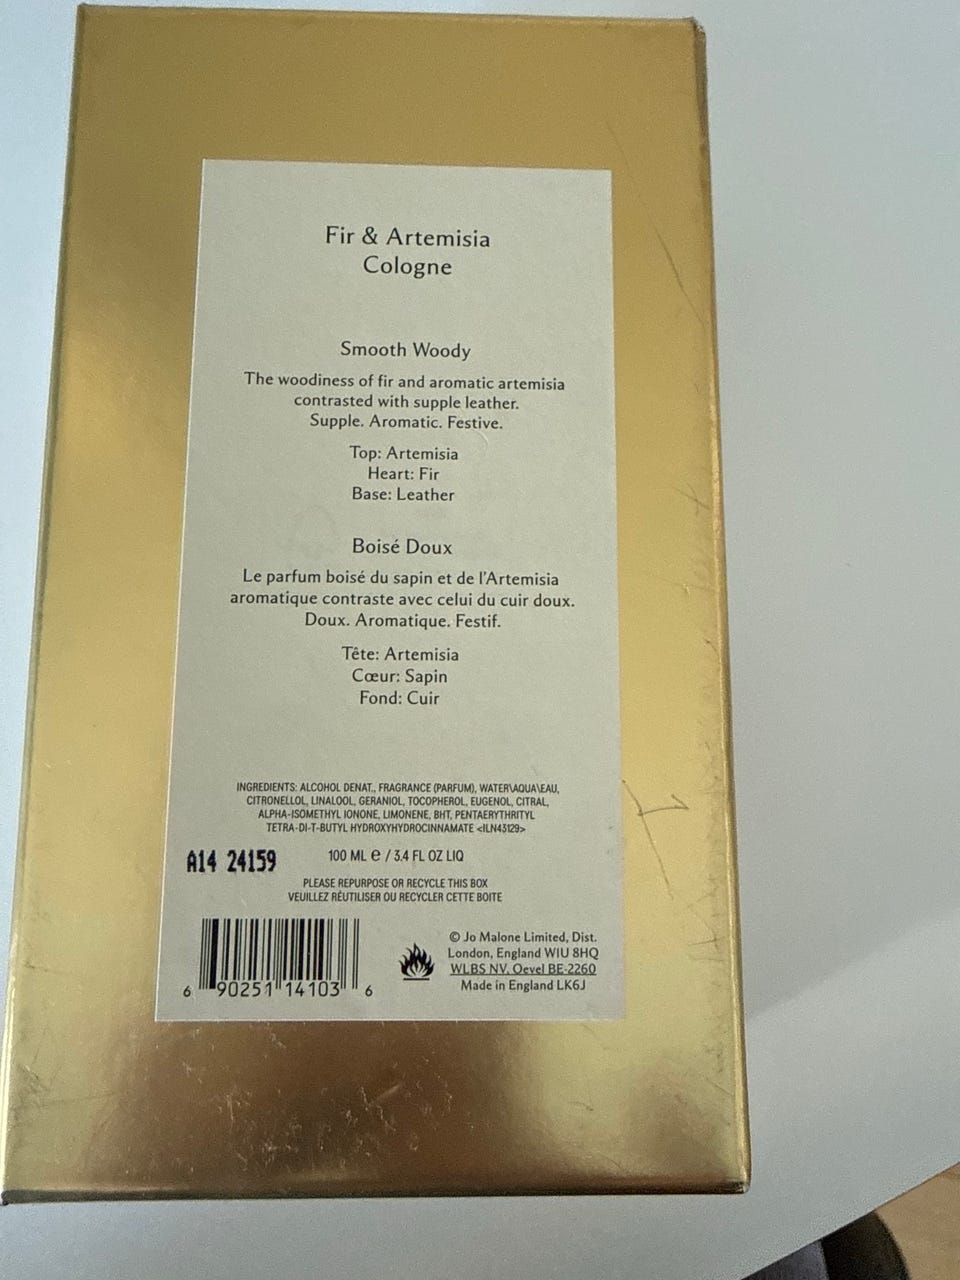 Fir & Artemisia
Cologne
Smooth Woody
The woodiness of fir and aromatic artemisia
contrasted with supple leather.
Supple. Aromatic. Festive.
Top: Artemisia
Heart: Fir
Base: Leather
Boisé Doux
Le parfum boisé du sapin et de l'Artemisia
aromatique contraste avec celui du cuir doux.
Doux. Aromatique. Festif.
Tête: Artemisia
Cœur: Sapin
Fond: Cuir
INGREDIENTS: ALCOHOL DENAT., FRAGRANCE (PARFUM), WATER\AQUA\EAU,
CITRONELLOL, LINALOOL, GERANIOL, TOCOPHEROL, EUGENOL, CITRAL,
ALPHA-ISOMETHYL IONONE, LIMONENE, BHT, PENTAERYTHRITYL
TETRA-DI-T-BUTYL HYDROXYHYDROCINNAMATE <ILN43129>
A14 24159
100 ML e / 3.4 FL OZ LIQ
PLEASE REPURPOSE OR RECYCLE THIS BOX
VEUILLEZ RÉUTILISER OU RECYCLER CETTE BOITE
6 90251 14103 6
© Jo Malone Limited, Dist.
London, England W1U 8HQ
WLBS NV, Oevel BE-2260
Made in England LK6J